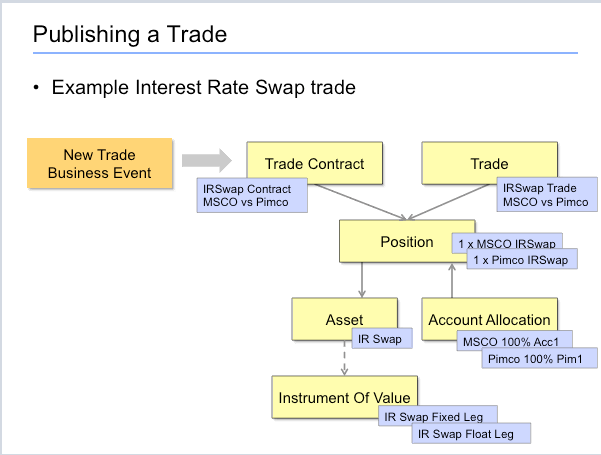 Publishing a Trade
• Example Interest Rate Swap trade
New Trade
Business Event
Trade Contract
IRSwap Contract
MSCO vs Pimco
Trade
IRSwap Trade
MSCO vs Pimco
Position
1 x MSCO IRSwap
1 x Pimco IRSwap
Asset
IR Swap
Account Allocation
MSCO 100% Acc1
Pimco 100% Pim1
Instrument Of Value
IR Swap Fixed Leg
IR Swap Float Leg